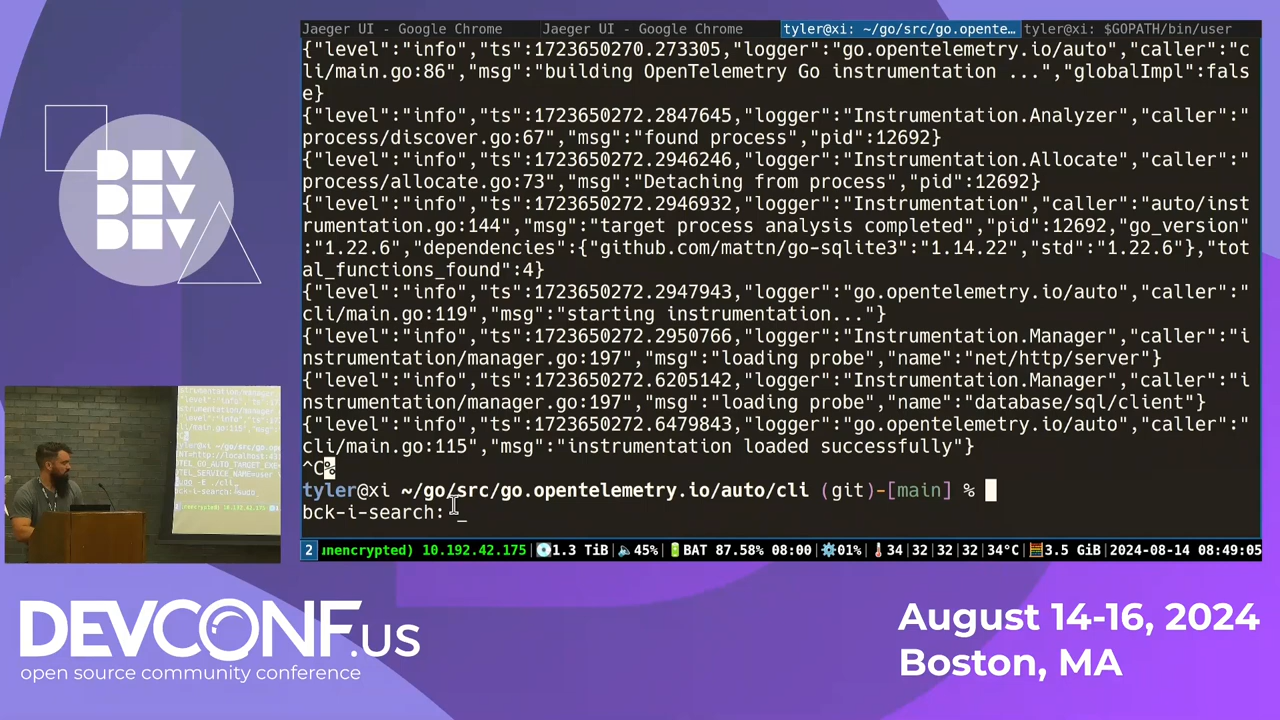 Jaeger UI - Google Chrome Jaeger UI - Google Chrome tyler@xi: ~/go/src/go.opente… tyler@xi: $GOPATH/bin/user
{"level":"info","ts":1723650270.273305,"logger":"go.opentelemetry.io/auto","caller":"c
li/main.go:86","msg":"building OpenTelemetry Go instrumentation ...","globalImpl":fals
e}
{"level":"info","ts":1723650272.2847645,"logger":"Instrumentation.Analyzer","caller":"
process/discover.go:67","msg":"found process","pid":12692}
{"level":"info","ts":1723650272.2946246,"logger":"Instrumentation.Allocate","caller":"
process/allocate.go:73","msg":"Detaching from process","pid":12692}
{"level":"info","ts":1723650272.2946932,"logger":"Instrumentation","caller":"auto/inst
rumentation.go:144","msg":"target process analysis completed","pid":12692,"go_version"
:"1.22.6","dependencies":{"github.com/mattn/go-sqlite3":"1.14.22","std":"1.22.6"},"tot
al_functions_found":4}
{"level":"info","ts":1723650272.2947943,"logger":"go.opentelemetry.io/auto","caller":"
cli/main.go:119","msg":"starting instrumentation..."}
{"level":"info","ts":1723650272.2950766,"logger":"Instrumentation.Manager","caller":"i
nstrumentation/manager.go:197","msg":"loading probe","name":"net/http/server"}
{"level":"info","ts":1723650272.6205142,"logger":"Instrumentation.Manager","caller":"i
nstrumentation/manager.go:197","msg":"loading probe","name":"database/sql/client"}
{"level":"info","ts":1723650272.6479843,"logger":"go.opentelemetry.io/auto","caller":"
cli/main.go:115","msg":"instrumentation loaded successfully"}
^C%
tyler@xi ~/go/src/go.opentelemetry.io/auto/cli (git)-[main] %
bck-i-search: _
2 unencrypted) 10.192.42.175 1.3 TiB 45% BAT 87.58% 08:00 01% 34 32 32 32 34°C 3.5 GiB 2024-08-14 08:49:05
DEV
DEV
DEV
DEVCONF.US
open source community conference
August 14-16, 2024
Boston, MA